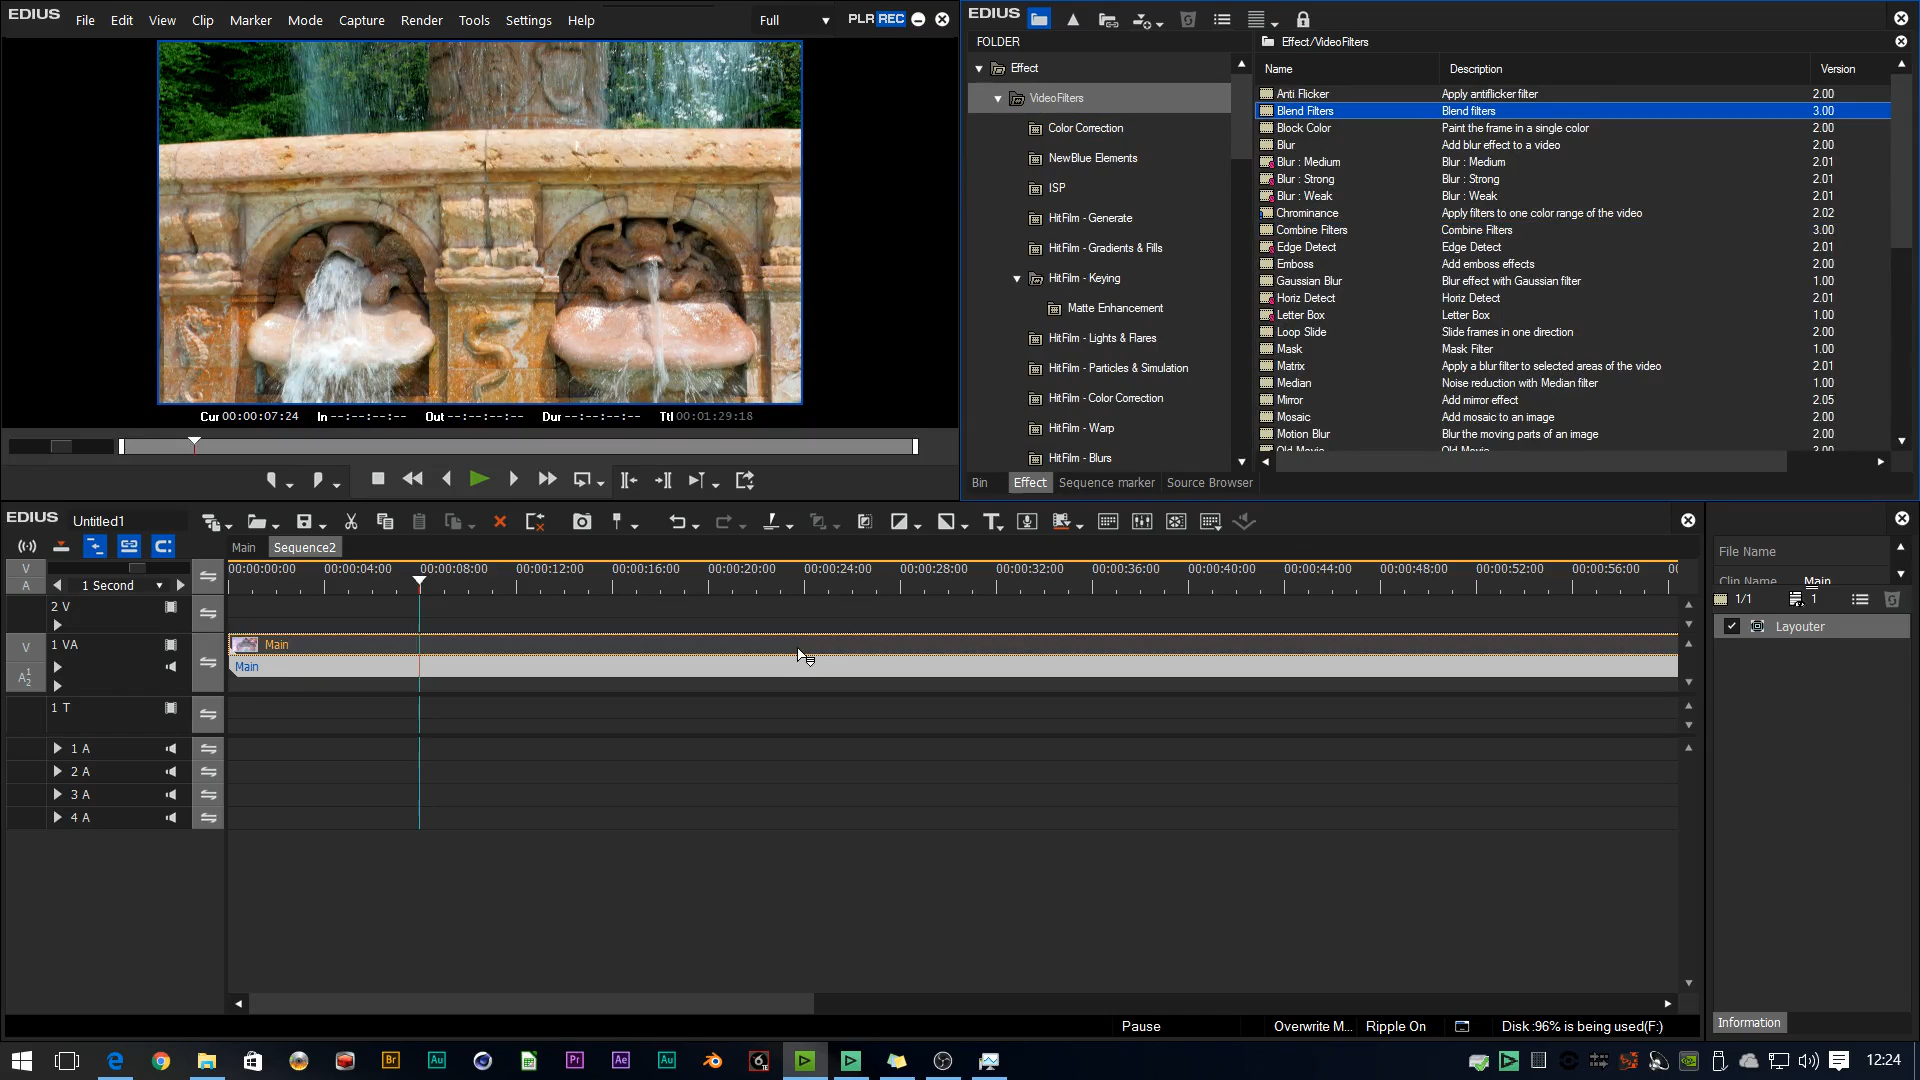 EDIUS File Edit View Clip Marker Mode Capture Render Tools Settings Help Full PLR REC
Cur 00:00:07:24 In --:--:--:-- Out --:--:--:-- Dur --:--:--:-- Ttl 00:01:29:18
EDIUS
FOLDER
Effect
VideoFilters
Color Correction
NewBlue Elements
ISP
HitFilm - Generate
HitFilm - Gradients & Fills
HitFilm - Keying
Matte Enhancement
HitFilm - Lights & Flares
HitFilm - Particles & Simulation
HitFilm - Color Correction
HitFilm - Warp
HitFilm - Blurs
Effect/VideoFilters
Name Description Version
Anti Flicker Apply antiflicker filter 2.00
Blend Filters Blend filters 3.00
Block Color Paint the frame in a single color 2.00
Blur Add blur effect to a video 2.00
Blur : Medium Blur : Medium 2.01
Blur : Strong Blur : Strong 2.01
Blur : Weak Blur : Weak 2.01
Chrominance Apply filters to one color range of the video 2.02
Combine Filters Combine Filters 3.00
Edge Detect Edge Detect 2.01
Emboss Add emboss effects 2.00
Gaussian Blur Blur effect with Gaussian filter 1.00
Horiz Detect Horiz Detect 2.01
Letter Box Letter Box 1.00
Loop Slide Slide frames in one direction 2.00
Mask Mask Filter 1.00
Matrix Apply a blur filter to selected areas of the video 2.01
Median Noise reduction with Median filter 1.00
Mirror Add mirror effect 2.05
Mosaic Add mosaic to an image 2.00
Motion Blur Blur the moving parts of an image 2.00
Old Movie Old Movie 2.00
Bin Effect Sequence marker Source Browser
EDIUS Untitled1
Main Sequence2
V
A
1 Second
00:00:00:00 00:00:04:00 00:00:08:00 00:00:12:00 00:00:16:00 00:00:20:00 00:00:24:00 00:00:28:00 00:00:32:00 00:00:36:00 00:00:40:00 00:00:44:00 00:00:48:00 00:00:52:00 00:00:56:00 00
2 V
V 1 VA Main
Main
A 1 2
1 T
1 A
2 A
3 A
4 A
File Name
Clip Name Main
1/1 1
Layouter
Information
Pause Overwrite M... Ripple On Disk :96% is being used(F:)
Br Au Pr Ae Au 6 TE 12:24